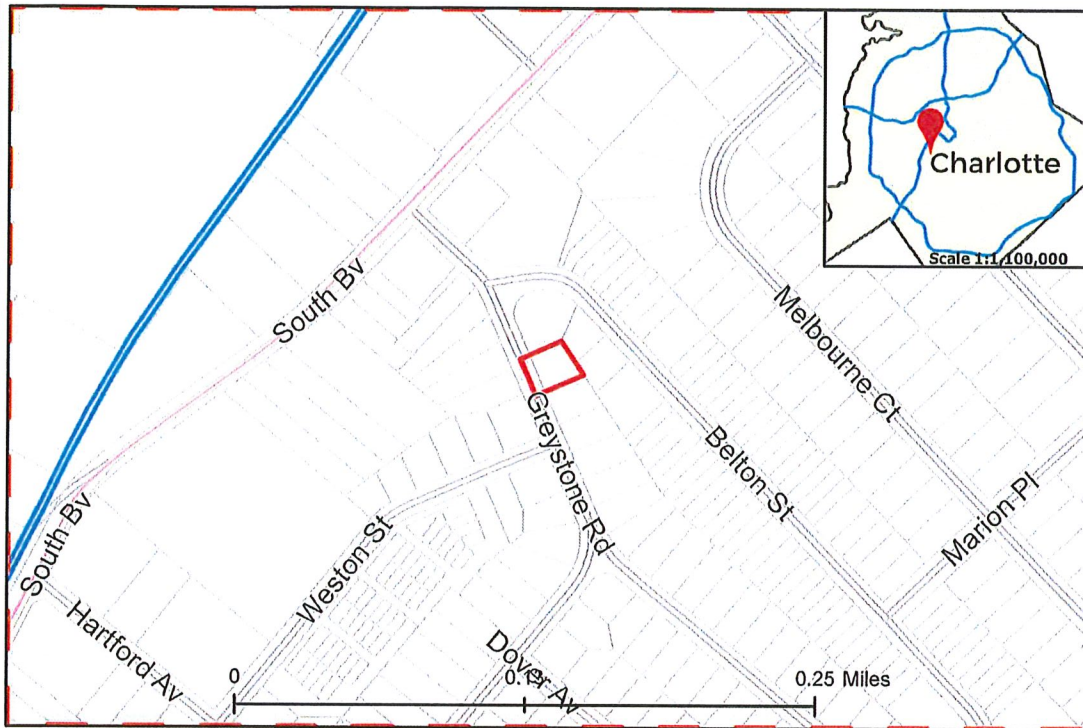 Charlotte
Scale 1:1,100,000
South Bv
Melbourne Ct
Greystone Rd
Belton St
South Bv
Weston St
Marion Pl
Hartford Av
Dover Av
0
0.25 Miles